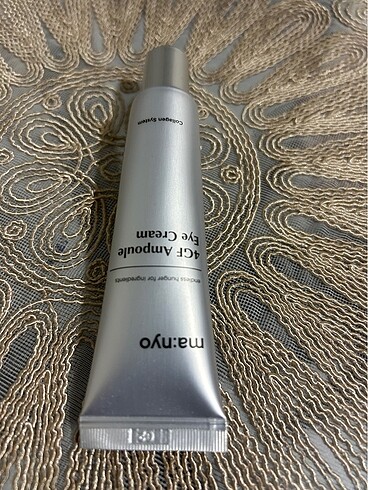 ma:nyo
endless hunger for ingredients
4GF Ampoule
Eye Cream
Collagen System